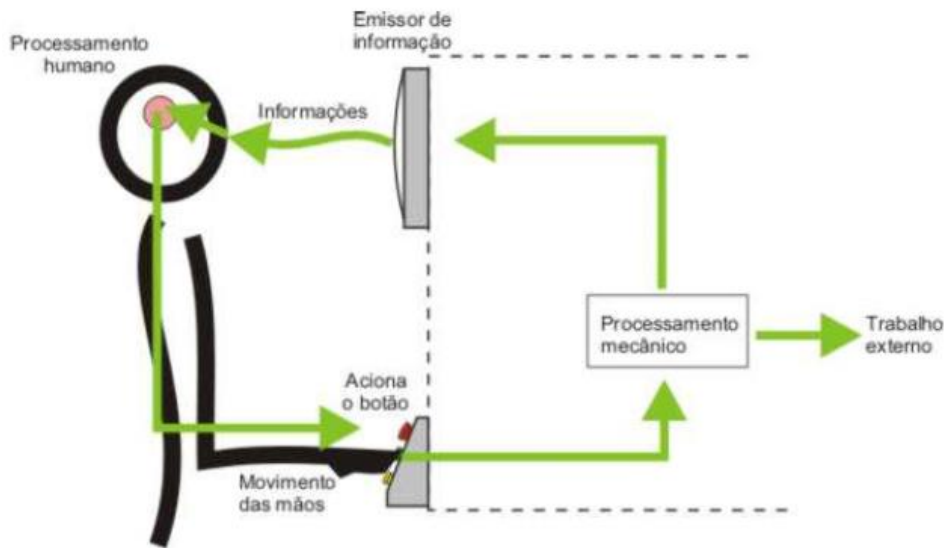 Processamento
humano
Emissor de
informação
Informações
Processamento
mecânico
Trabalho
externo
Aciona
o botão
Movimento
das mãos